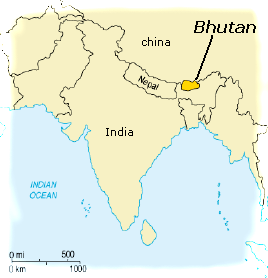 Bhutan
china
Nepal
India
INDIAN
OCEAN
0 mi 500
0 km 1000